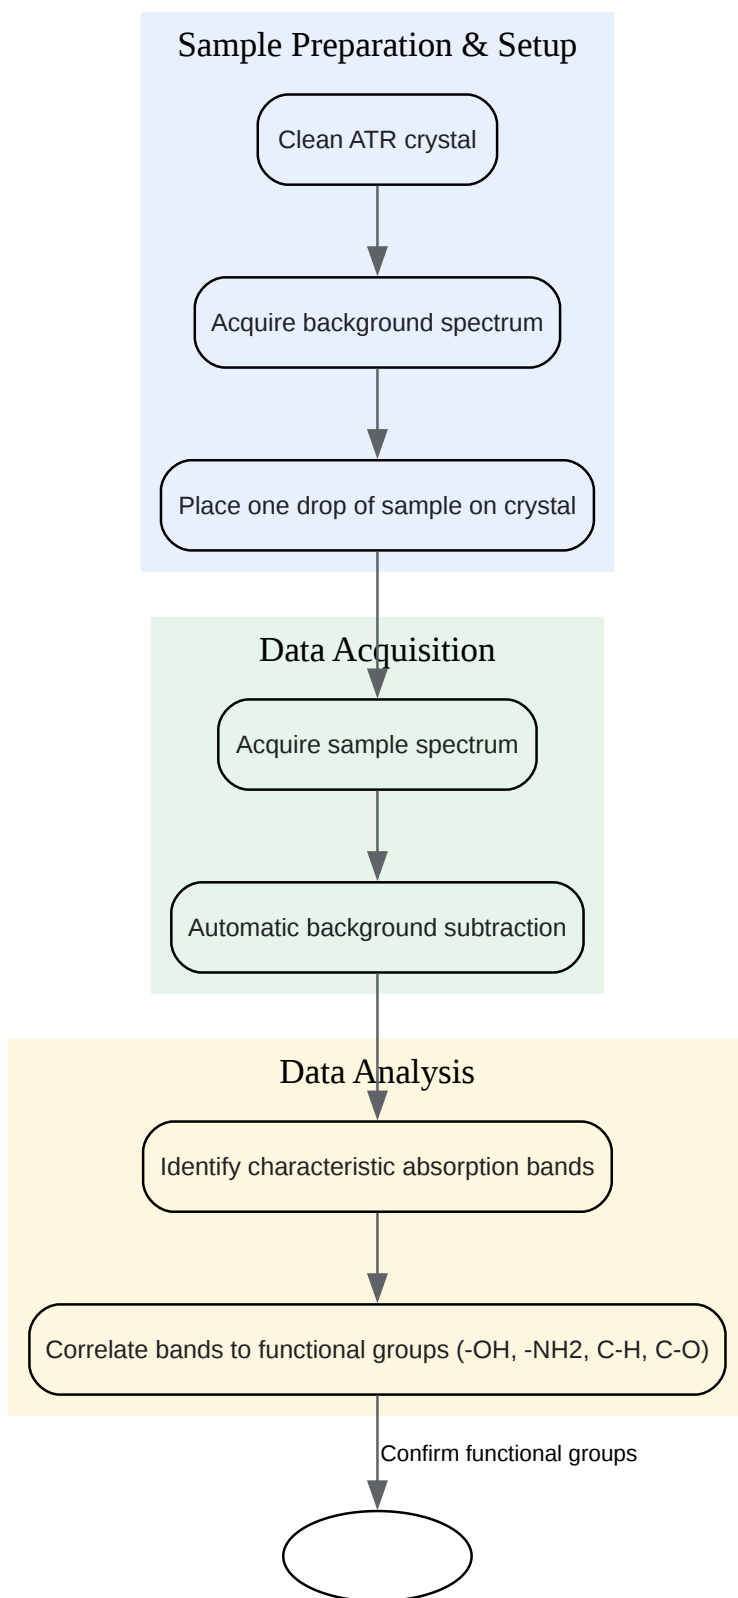 Sample Preparation & Setup
Clean ATR crystal
Acquire background spectrum
Place one drop of sample on crystal
Data Acquisition
Acquire sample spectrum
Automatic background subtraction
Data Analysis
Identify characteristic absorption bands
Correlate bands to functional groups (-OH, -NH2, C-H, C-O)
Confirm functional groups